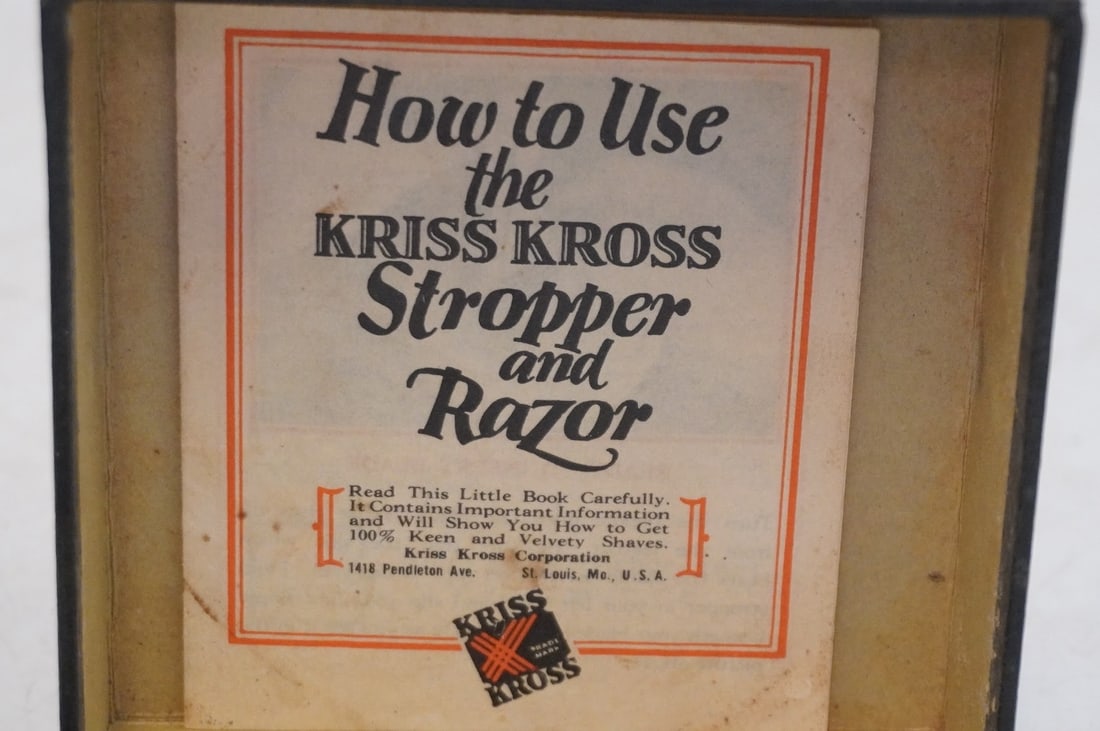 How to Use
the
KRISS KROSS
Stropper
and
Razor
Read This Little Book Carefully.
It Contains Important Information
and Will Show You How to Get
100% Keen and Velvety Shaves.
Kriss Kross Corporation
1418 Pendleton Ave. St. Louis, Mo., U.S.A.
KRISS
TRADE
MARK
KROSS